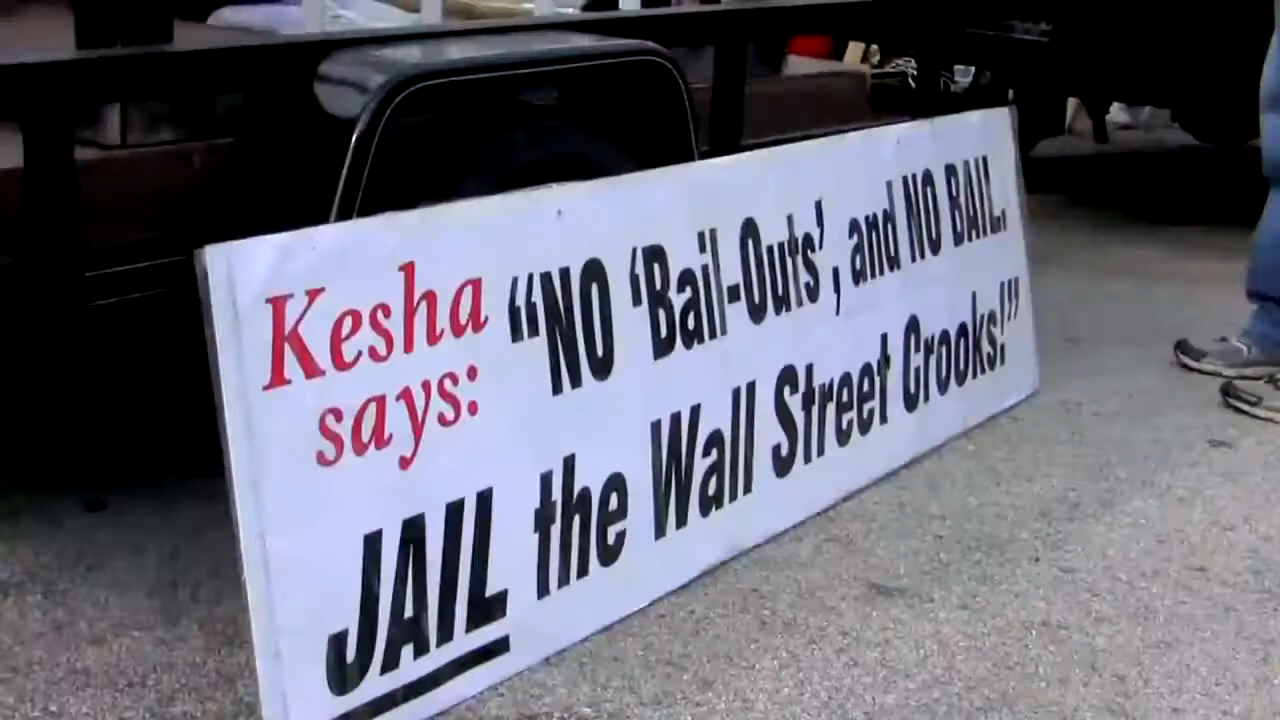 Kesha says: “NO ‘Bail-Outs’, and NO BAIL.
JAIL the Wall Street Crooks!”